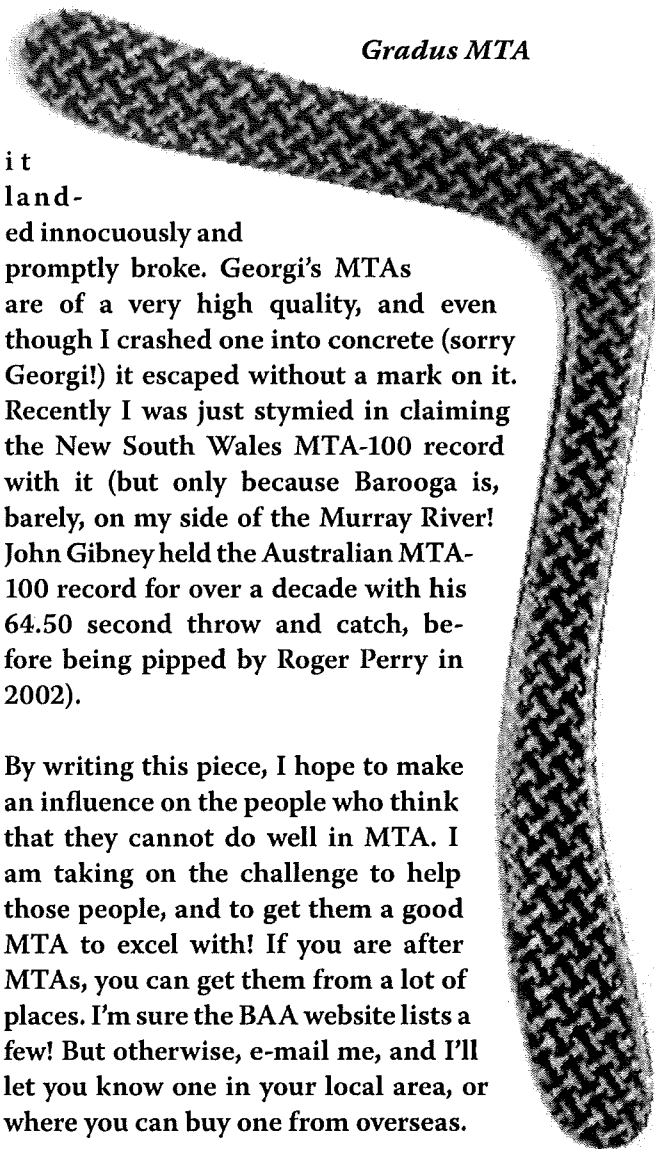 Gradus MTA
it
land-
ed innocuously and
promptly broke. Georgi's MTAs
are of a very high quality, and even
though I crashed one into concrete (sorry
Georgi!) it escaped without a mark on it.
Recently I was just stymied in claiming
the New South Wales MTA-100 record
with it (but only because Barooga is,
barely, on my side of the Murray River!
John Gibney held the Australian MTA-
100 record for over a decade with his
64.50 second throw and catch, be-
fore being pipped by Roger Perry in
2002).
By writing this piece, I hope to make
an influence on the people who think
that they cannot do well in MTA. I
am taking on the challenge to help
those people, and to get them a good
MTA to excel with! If you are after
MTAs, you can get them from a lot of
places. I'm sure the BAA website lists a
few! But otherwise, e-mail me, and I'll
let you know one in your local area, or
where you can buy one from overseas.